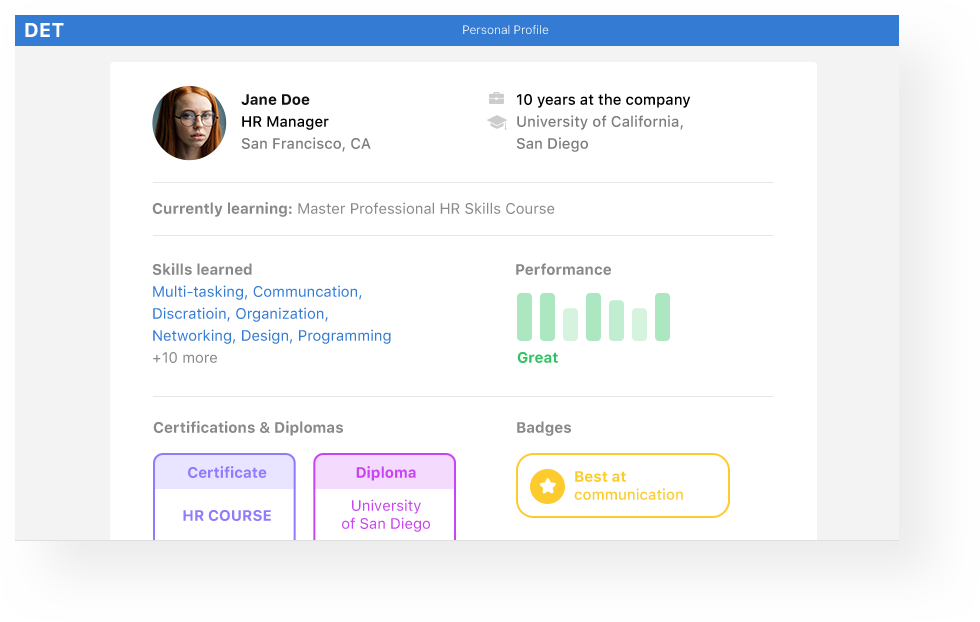 DET
Personal Profile
Jane Doe
HR Manager
San Francisco, CA
10 years at the company
University of California,
San Diego
Currently learning: Master Professional HR Skills Course
Skills learned
Multi-tasking, Communcation,
Discratioin, Organization,
Networking, Design, Programming
+10 more
Performance
Great
Certifications & Diplomas
Certificate
HR COURSE
Diploma
University
of San Diego
Badges
Best at
communication